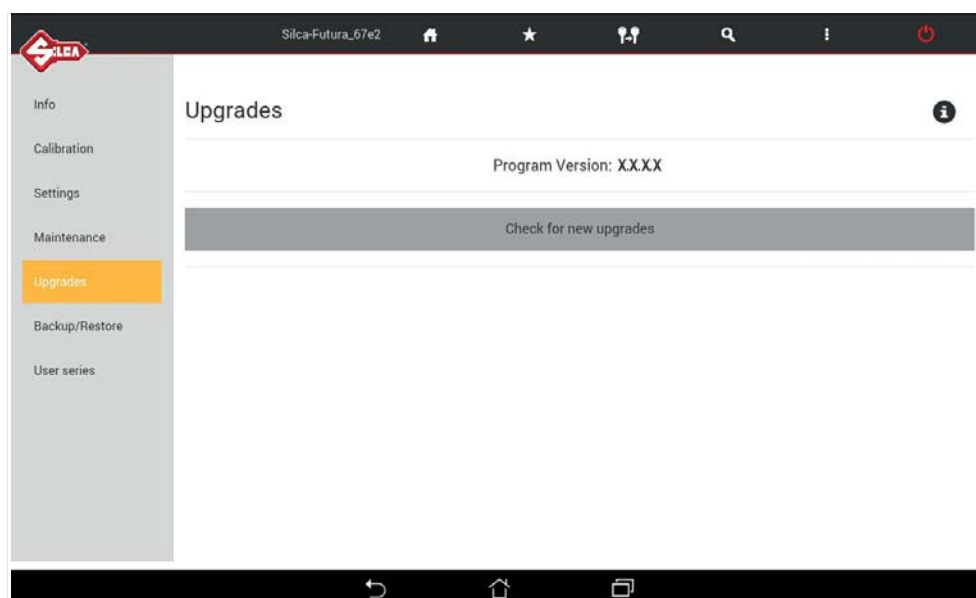 SILCA
Silca-Futura_67e2
Info
Calibration
Settings
Maintenance
Upgrades
Backup/Restore
User series
Upgrades
Program Version: X.X.X.X
Check for new upgrades